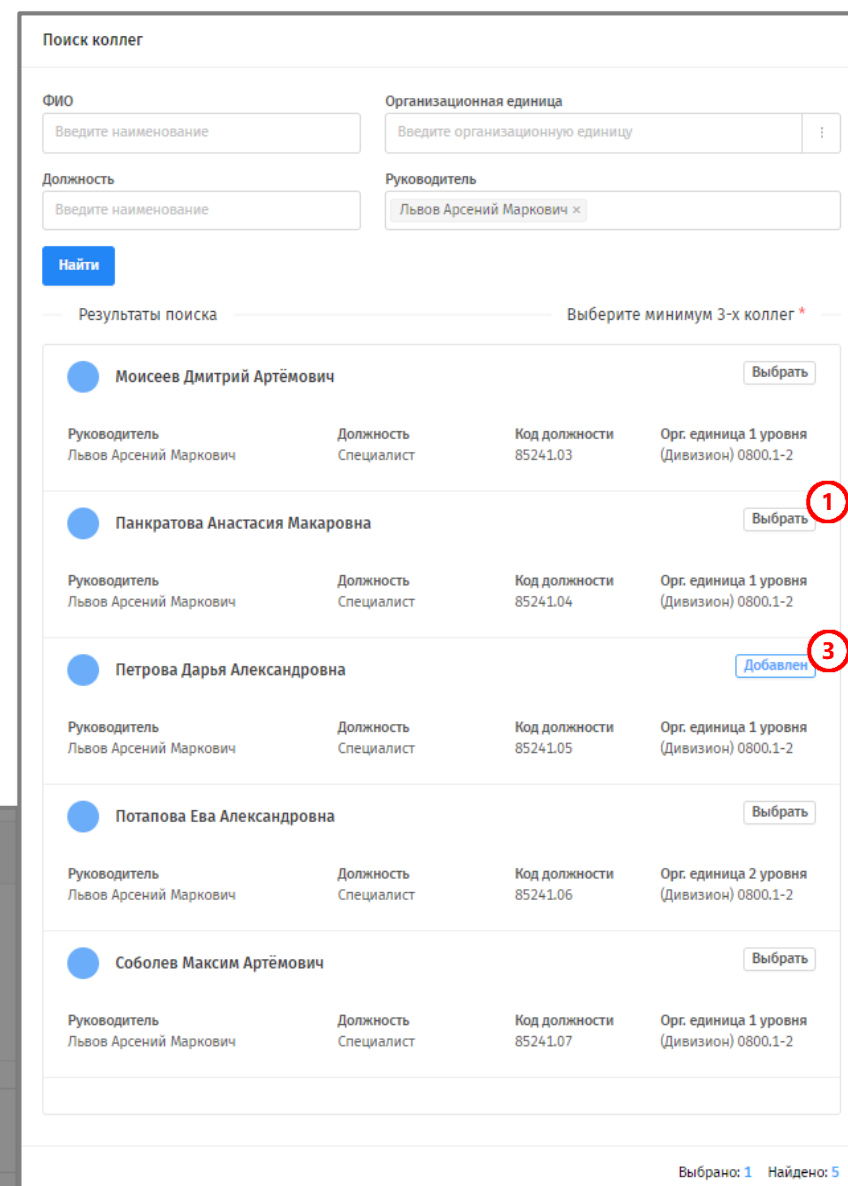 Поиск коллег
ФИО Организационная единица
Введите наименование Введите организационную единицу
Должность Руководитель
Введите наименование Львов Арсений Маркович ×
Найти
Результаты поиска Выберите минимум 3-х коллег *
Моисеев Дмитрий Артёмович Выбрать
Руководитель Должность Код должности Орг. единица 1 уровня
Львов Арсений Маркович Специалист 85241.03 (Дивизион) 0800.1-2
1
Панкратова Анастасия Макаровна Выбрать
Руководитель Должность Код должности Орг. единица 1 уровня
Львов Арсений Маркович Специалист 85241.04 (Дивизион) 0800.1-2
3
Петрова Дарья Александровна Добавлен
Руководитель Должность Код должности Орг. единица 1 уровня
Львов Арсений Маркович Специалист 85241.05 (Дивизион) 0800.1-2
Потапова Ева Александровна Выбрать
Руководитель Должность Код должности Орг. единица 2 уровня
Львов Арсений Маркович Специалист 85241.06 (Дивизион) 0800.1-2
Соболев Максим Артёмович Выбрать
Руководитель Должность Код должности Орг. единица 1 уровня
Львов Арсений Маркович Специалист 85241.07 (Дивизион) 0800.1-2
Выбрано: 1 Найдено: 5